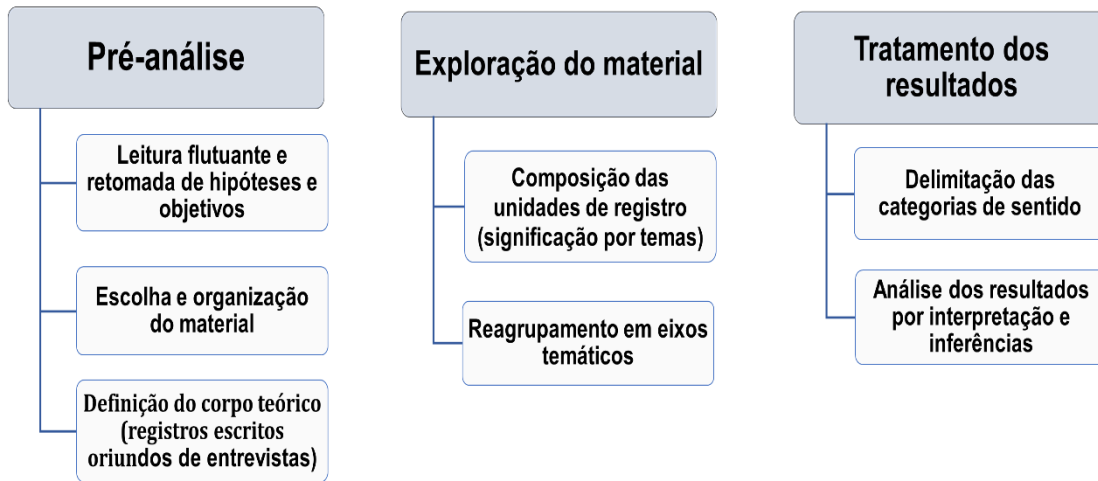 Pré-análise
Leitura flutuante e
retomada de hipóteses e
objetivos
Escolha e organização
do material
Definição do corpo teórico
(registros escritos
oriundos de entrevistas)
Exploração do material
Composição das
unidades de registro
(significação por temas)
Reagrupamento em eixos
temáticos
Tratamento dos
resultados
Delimitação das
categorias de sentido
Análise dos resultados
por interpretação e
inferências